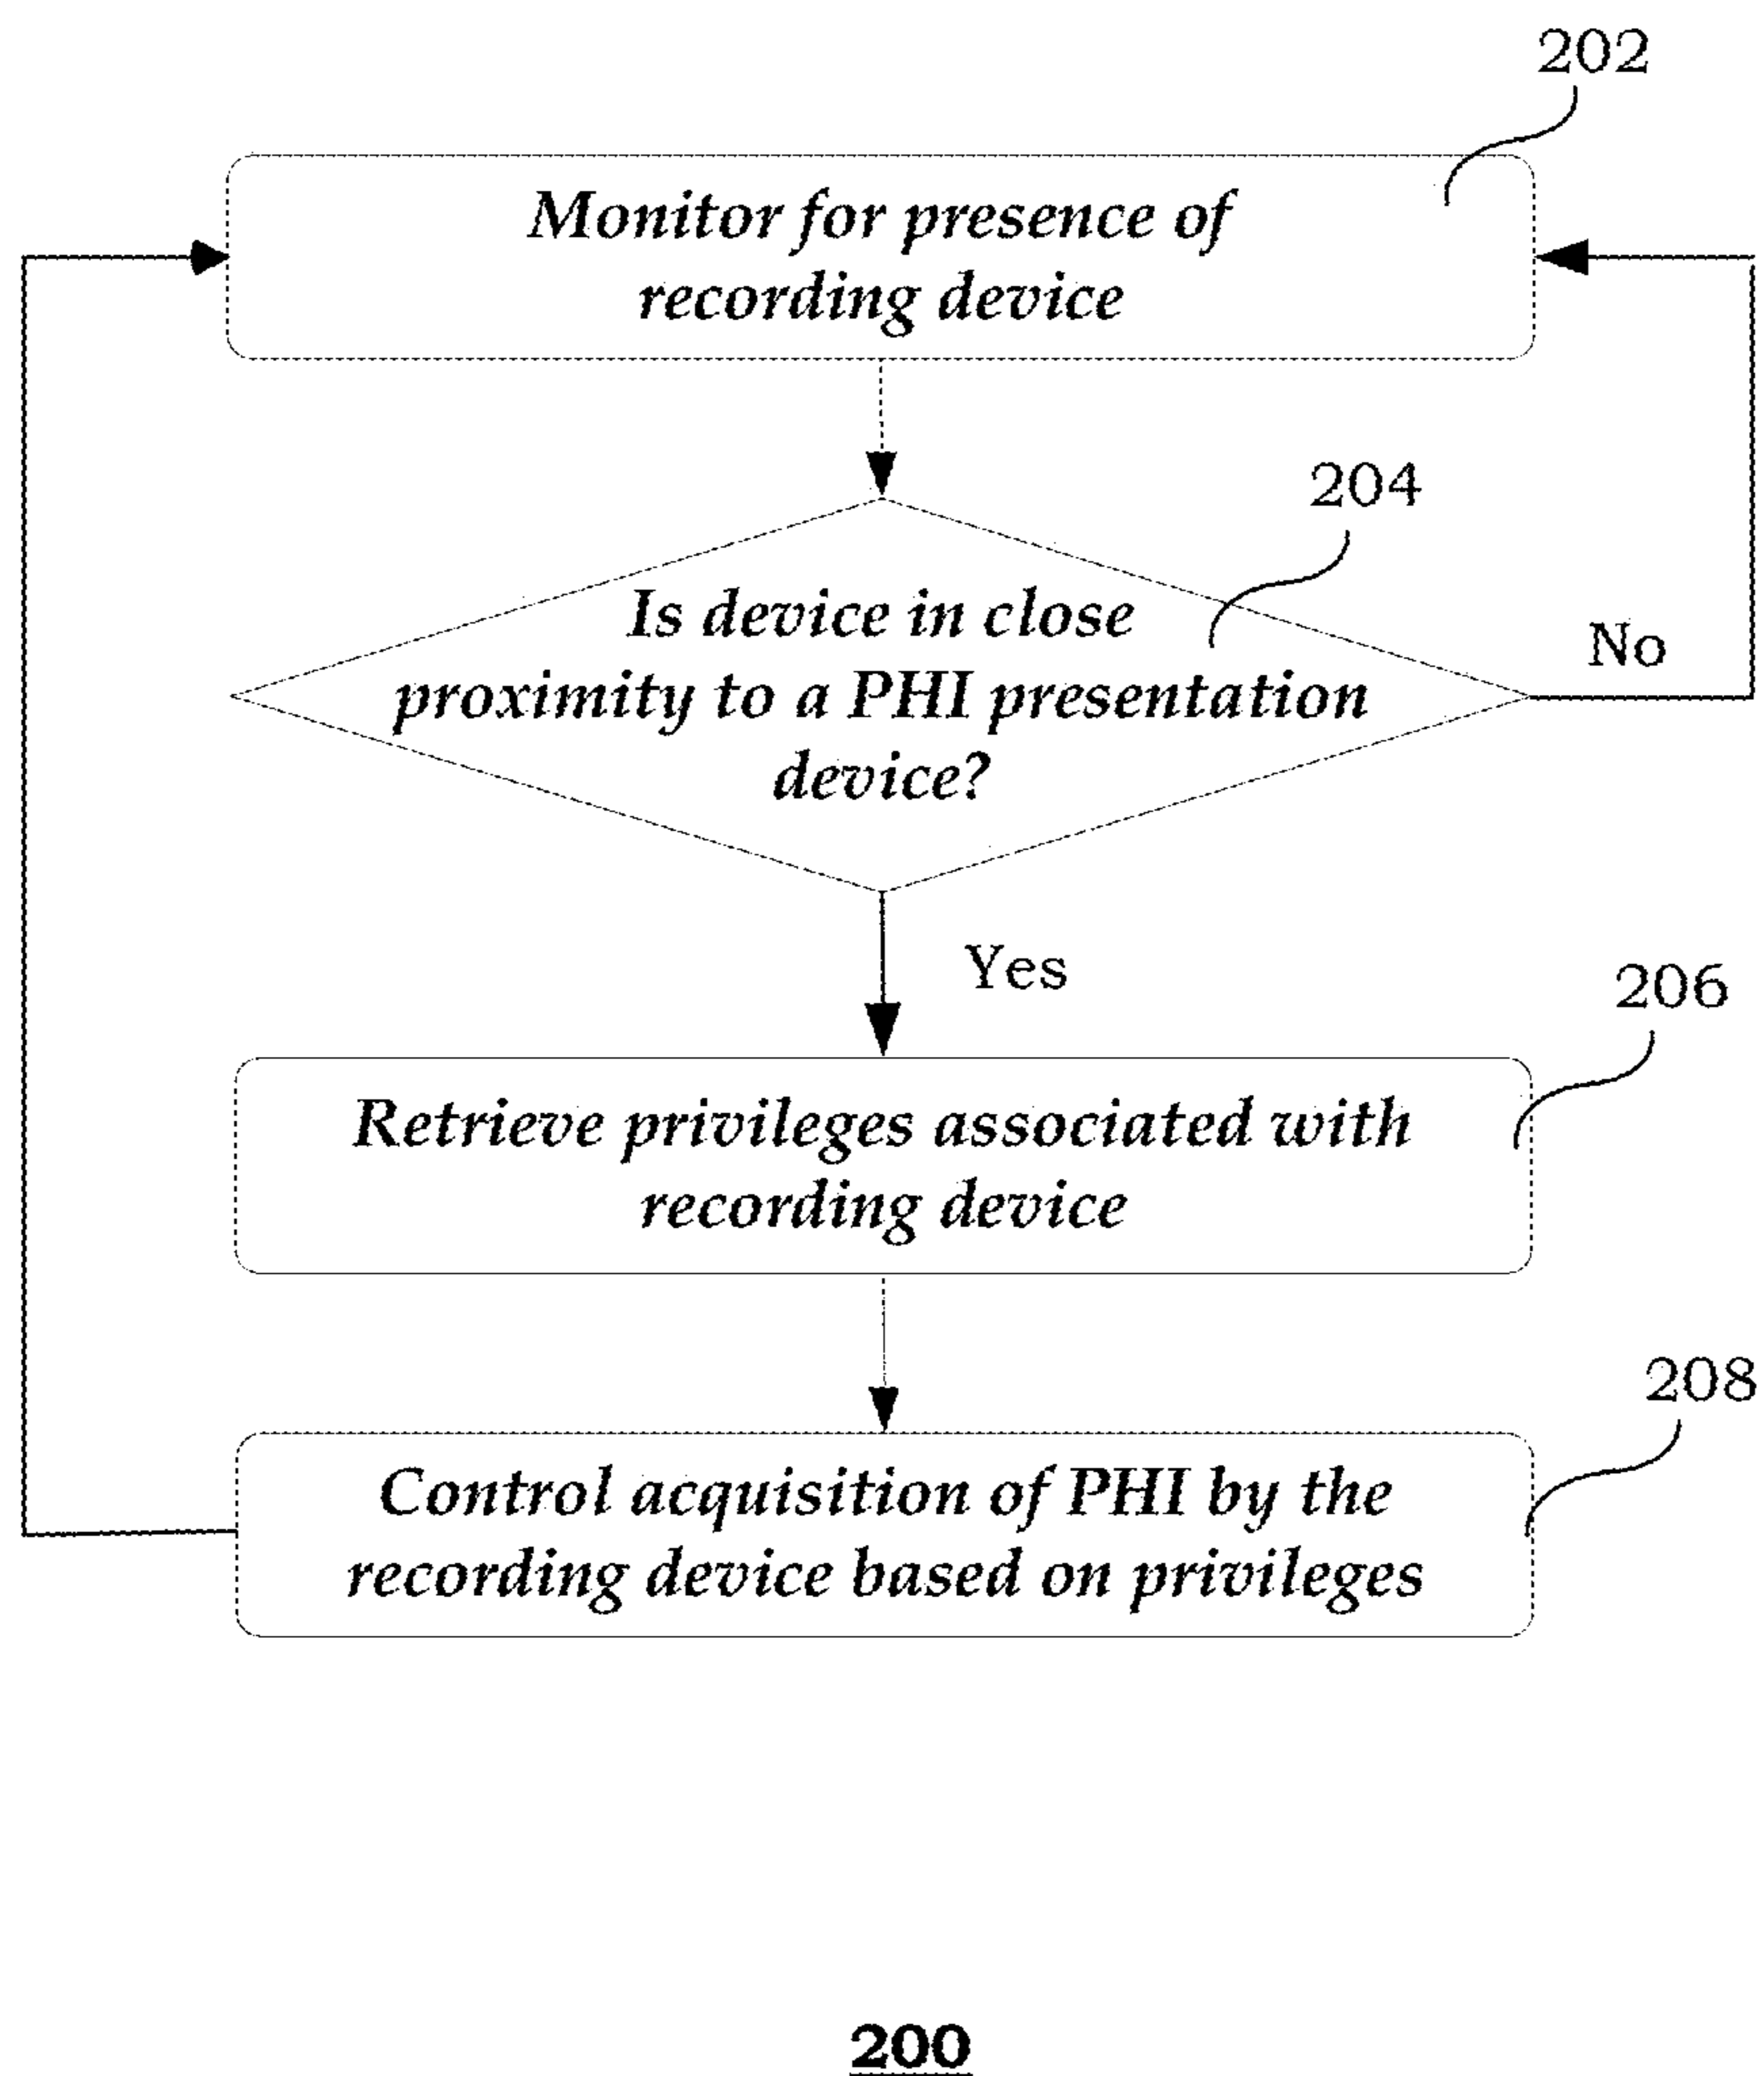 202
Monitor for presence of
recording device
204
Is device in close
proximity to a PHI presentation
device?
No
Yes
206
Retrieve privileges associated with
recording device
208
Control acquisition of PHI by the
recording device based on privileges
200